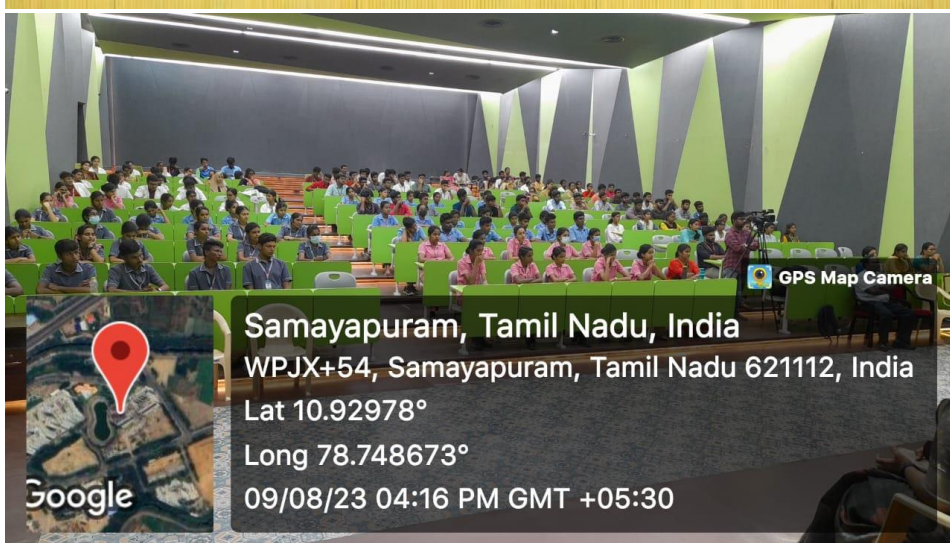 GPS Map Camera
Samayapuram, Tamil Nadu, India
WPJX+54, Samayapuram, Tamil Nadu 621112, India
Lat 10.92978°
Long 78.748673°
09/08/23 04:16 PM GMT +05:30
Google